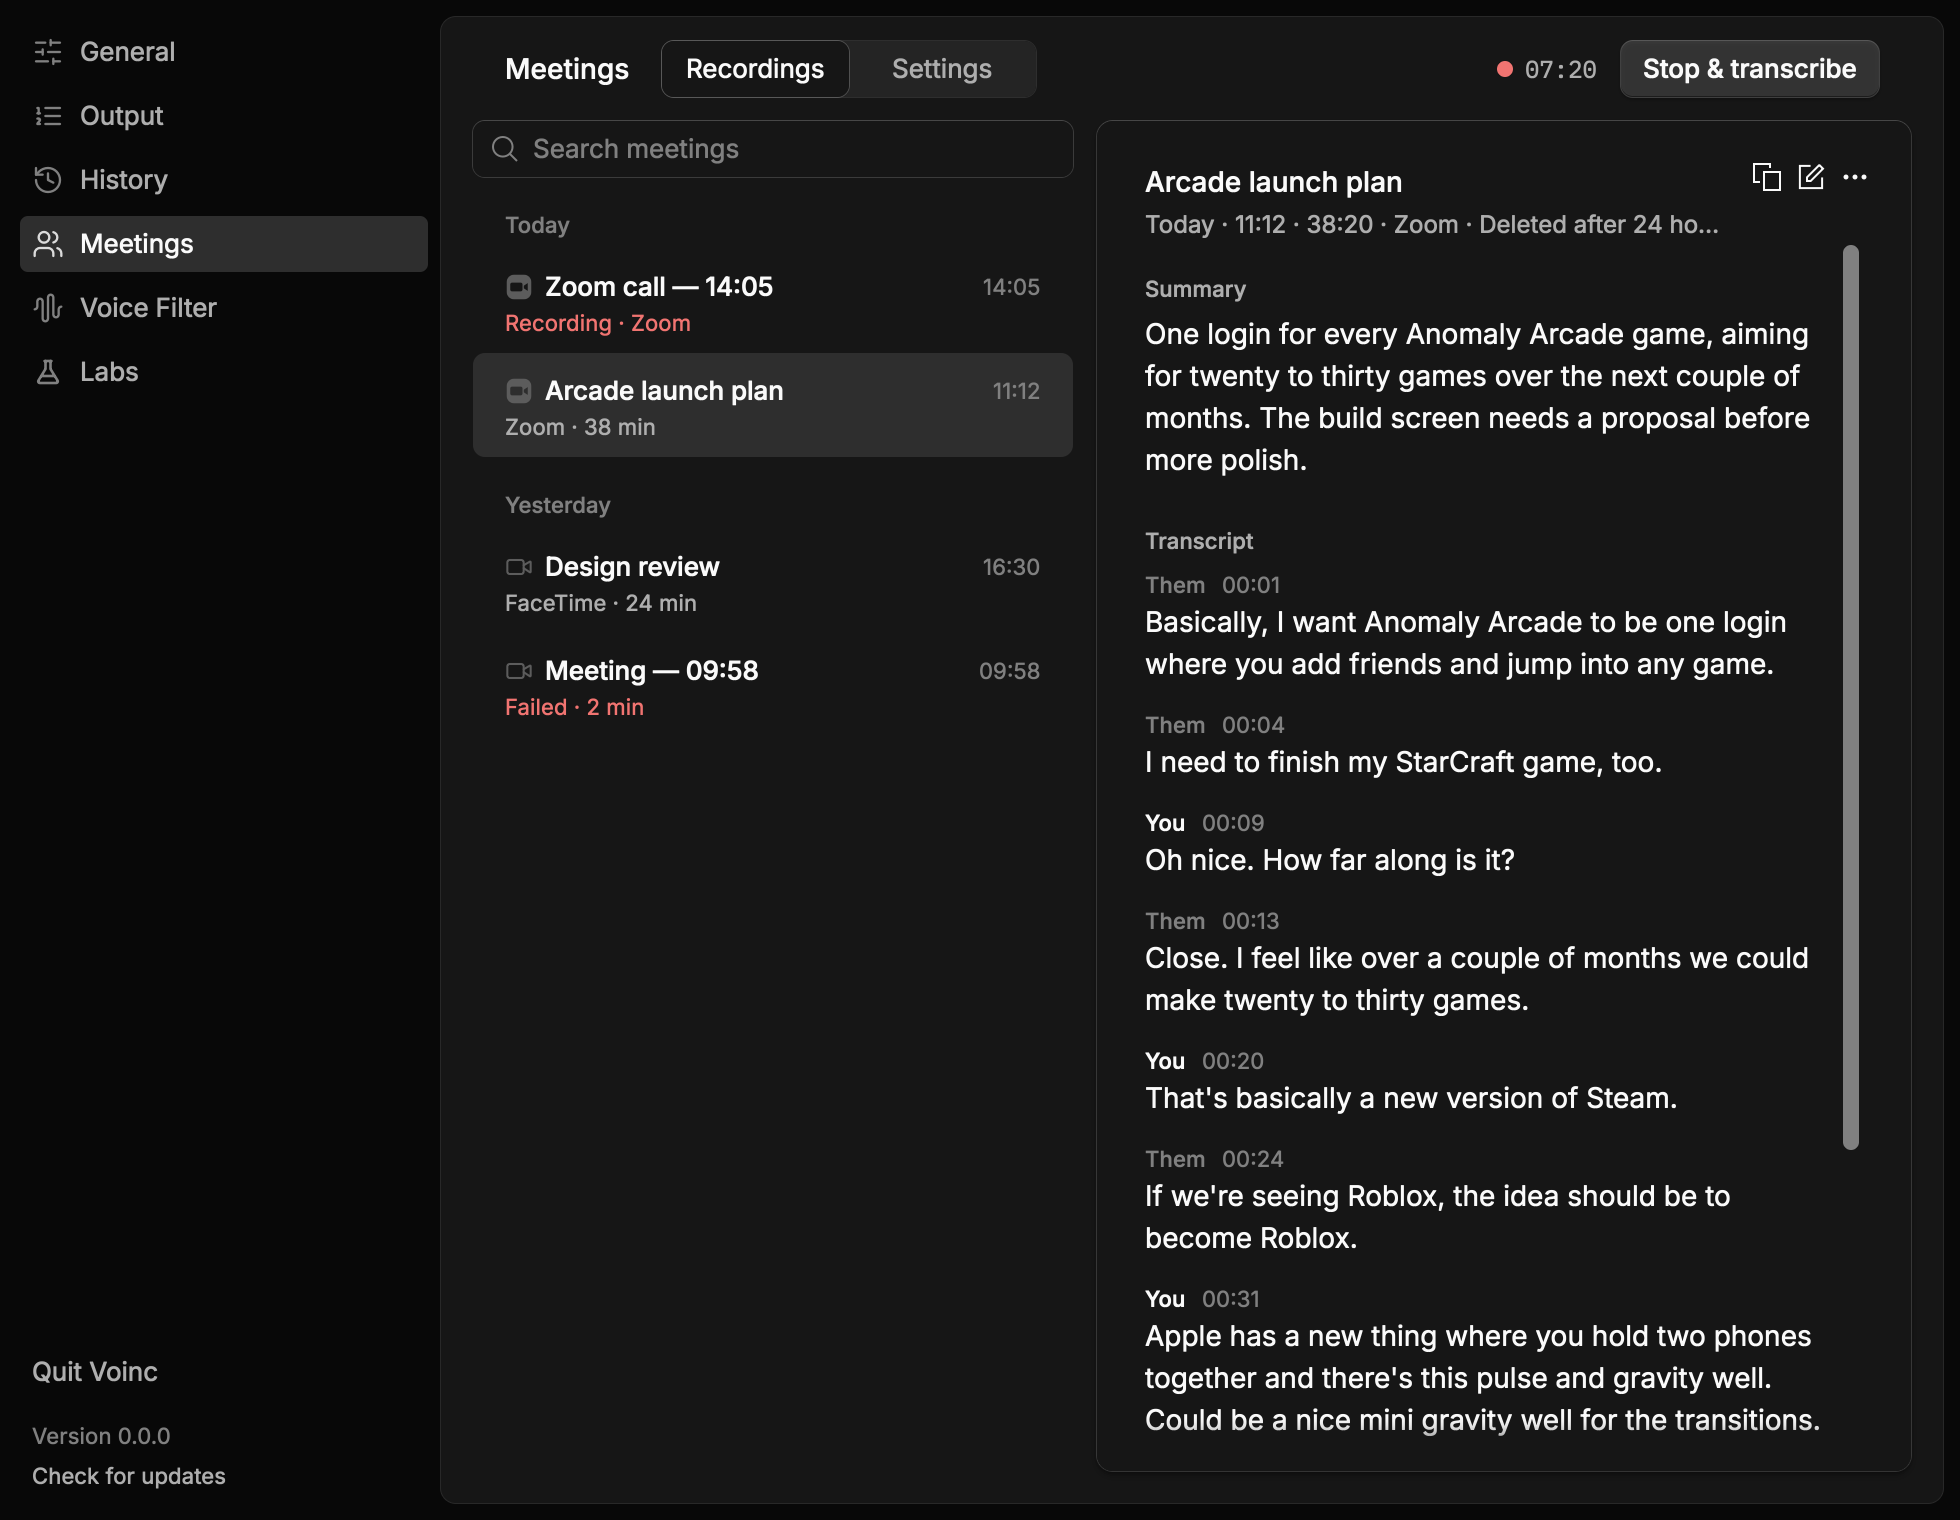 General
Output
History
Meetings
Voice Filter
Labs
Quit Voinc
Version 0.0.0
Check for updates
Meetings
Recordings
Settings
07:20
Stop & transcribe
Search meetings
Today
Zoom call — 14:05
14:05
Recording · Zoom
Arcade launch plan
11:12
Zoom · 38 min
Yesterday
Design review
16:30
FaceTime · 24 min
Meeting — 09:58
09:58
Failed · 2 min
Arcade launch plan
Today · 11:12 · 38:20 · Zoom · Deleted after 24 ho...
Summary
One login for every Anomaly Arcade game, aiming
for twenty to thirty games over the next couple of
months. The build screen needs a proposal before
more polish.
Transcript
Them 00:01
Basically, I want Anomaly Arcade to be one login
where you add friends and jump into any game.
Them 00:04
I need to finish my StarCraft game, too.
You 00:09
Oh nice. How far along is it?
Them 00:13
Close. I feel like over a couple of months we could
make twenty to thirty games.
You 00:20
That's basically a new version of Steam.
Them 00:24
If we're seeing Roblox, the idea should be to
become Roblox.
You 00:31
Apple has a new thing where you hold two phones
together and there's this pulse and gravity well.
Could be a nice mini gravity well for the transitions.